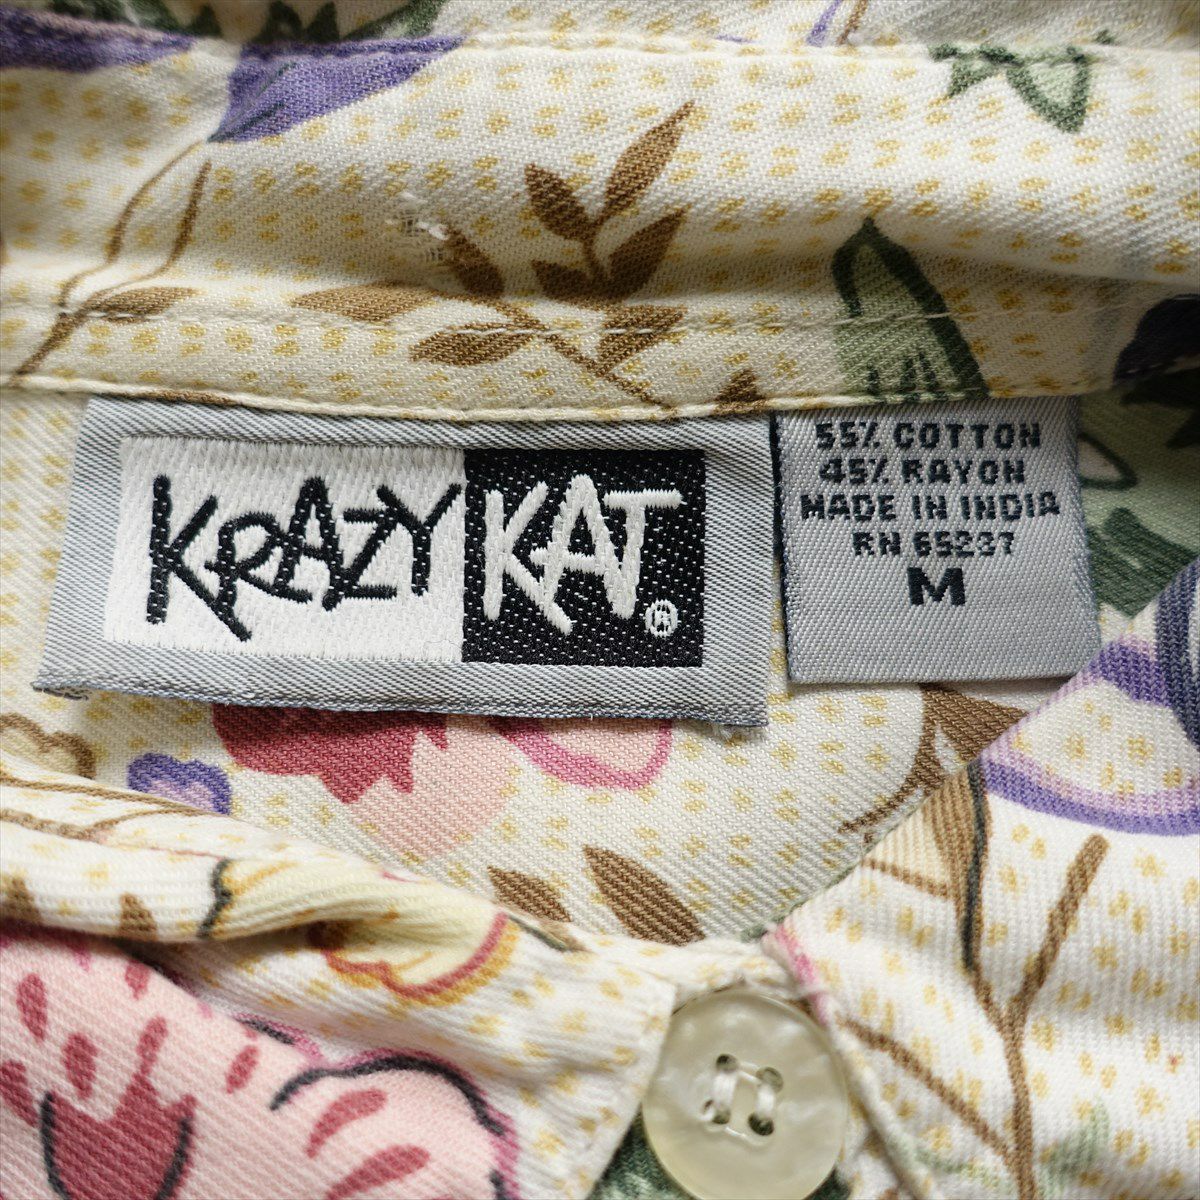 KRAZY KAT ®
55% COTTON
45% RAYON
MADE IN INDIA
RN 65237
M